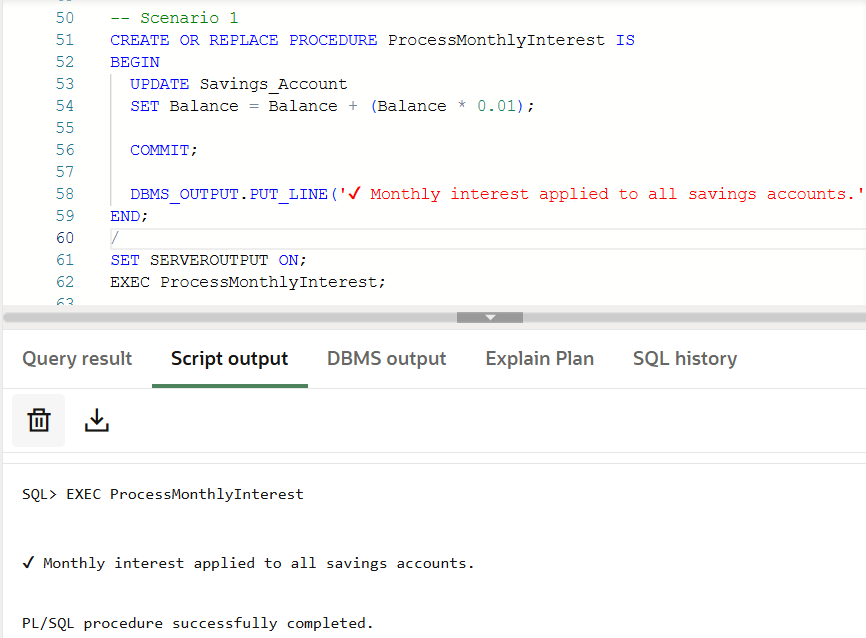 50 -- Scenario 1
51 CREATE OR REPLACE PROCEDURE ProcessMonthlyInterest IS
52 BEGIN
53 UPDATE Savings_Account
54 SET Balance = Balance + (Balance * 0.01);
55
56 COMMIT;
57
58 DBMS_OUTPUT.PUT_LINE('✔ Monthly interest applied to all savings accounts.'
59 END;
60 /
61 SET SERVEROUTPUT ON;
62 EXEC ProcessMonthlyInterest;
63
Query result Script output DBMS output Explain Plan SQL history
SQL> EXEC ProcessMonthlyInterest
✔ Monthly interest applied to all savings accounts.
PL/SQL procedure successfully completed.